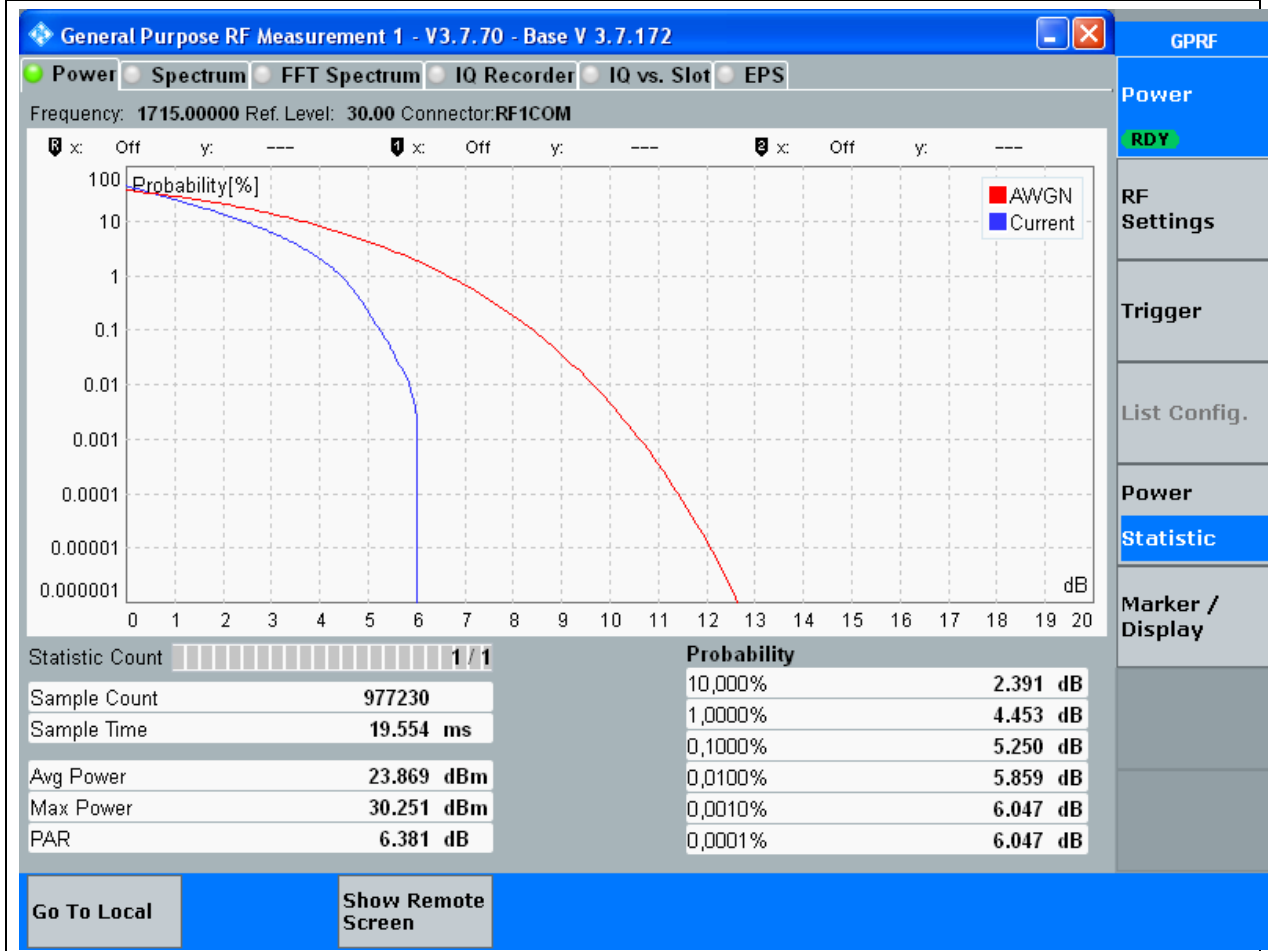 General Purpose RF Measurement 1 - V3.7.70 - Base V 3.7.172
Power Spectrum FFT Spectrum IQ Recorder IQ vs. Slot EPS
Frequency: 1715.00000 Ref. Level: 30.00 Connector:RF1COM
R x: Off y: --- 1 x: Off y: --- 2 x: Off y: ---
Probability[%]
AWGN
Current
100
10
1
0.1
0.01
0.001
0.0001
0.00001
0.000001
dB
0 1 2 3 4 5 6 7 8 9 10 11 12 13 14 15 16 17 18 19 20
Statistic Count 1 / 1
Sample Count 977230
Sample Time 19.554 ms
Avg Power 23.869 dBm
Max Power 30.251 dBm
PAR 6.381 dB
Probability
10,000% 2.391 dB
1,0000% 4.453 dB
0,1000% 5.250 dB
0,0100% 5.859 dB
0,0010% 6.047 dB
0,0001% 6.047 dB
GPRF
Power
RDY
RF
Settings
Trigger
List Config.
Power
Statistic
Marker /
Display
Go To Local
Show Remote
Screen